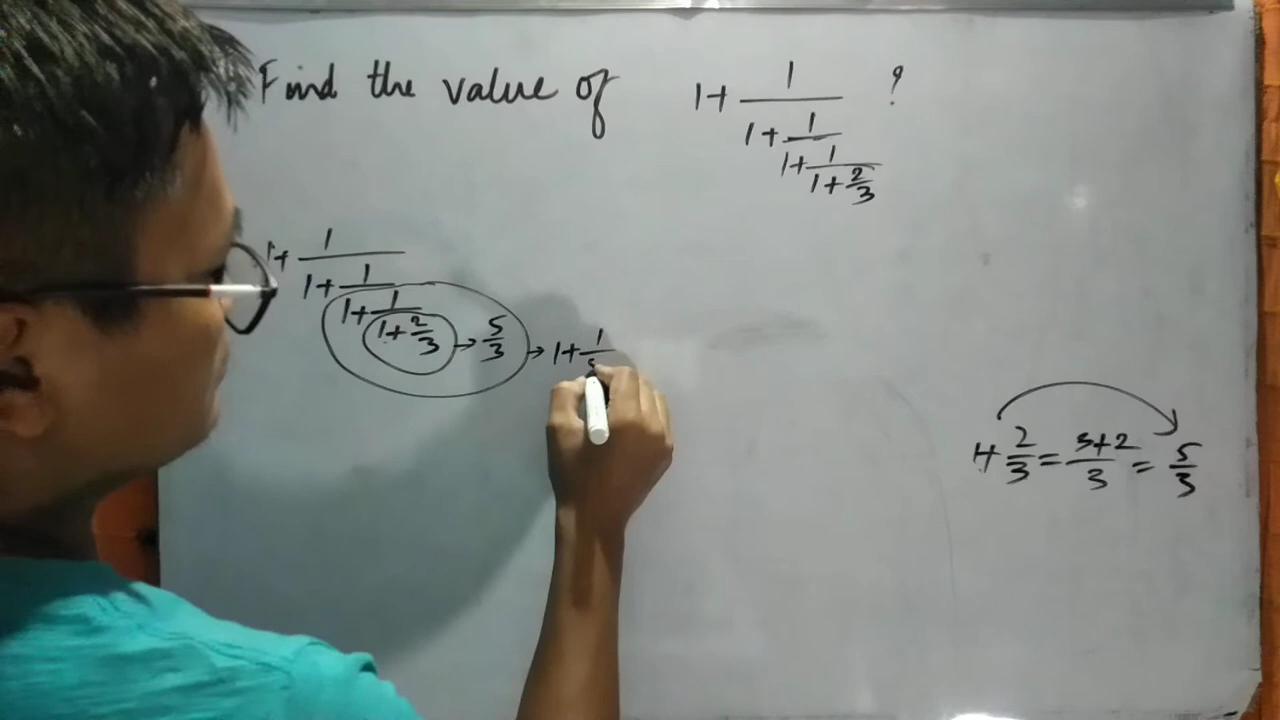 Find the value of 1+ 1 ?
1+ 1
1+ 1
1+ 2/3
1+ 1
1+ 1
1+ 1
1+ 2/3 → 5/3 → 1+ 1
1+ 2/3 = 3+2/3 = 5/3